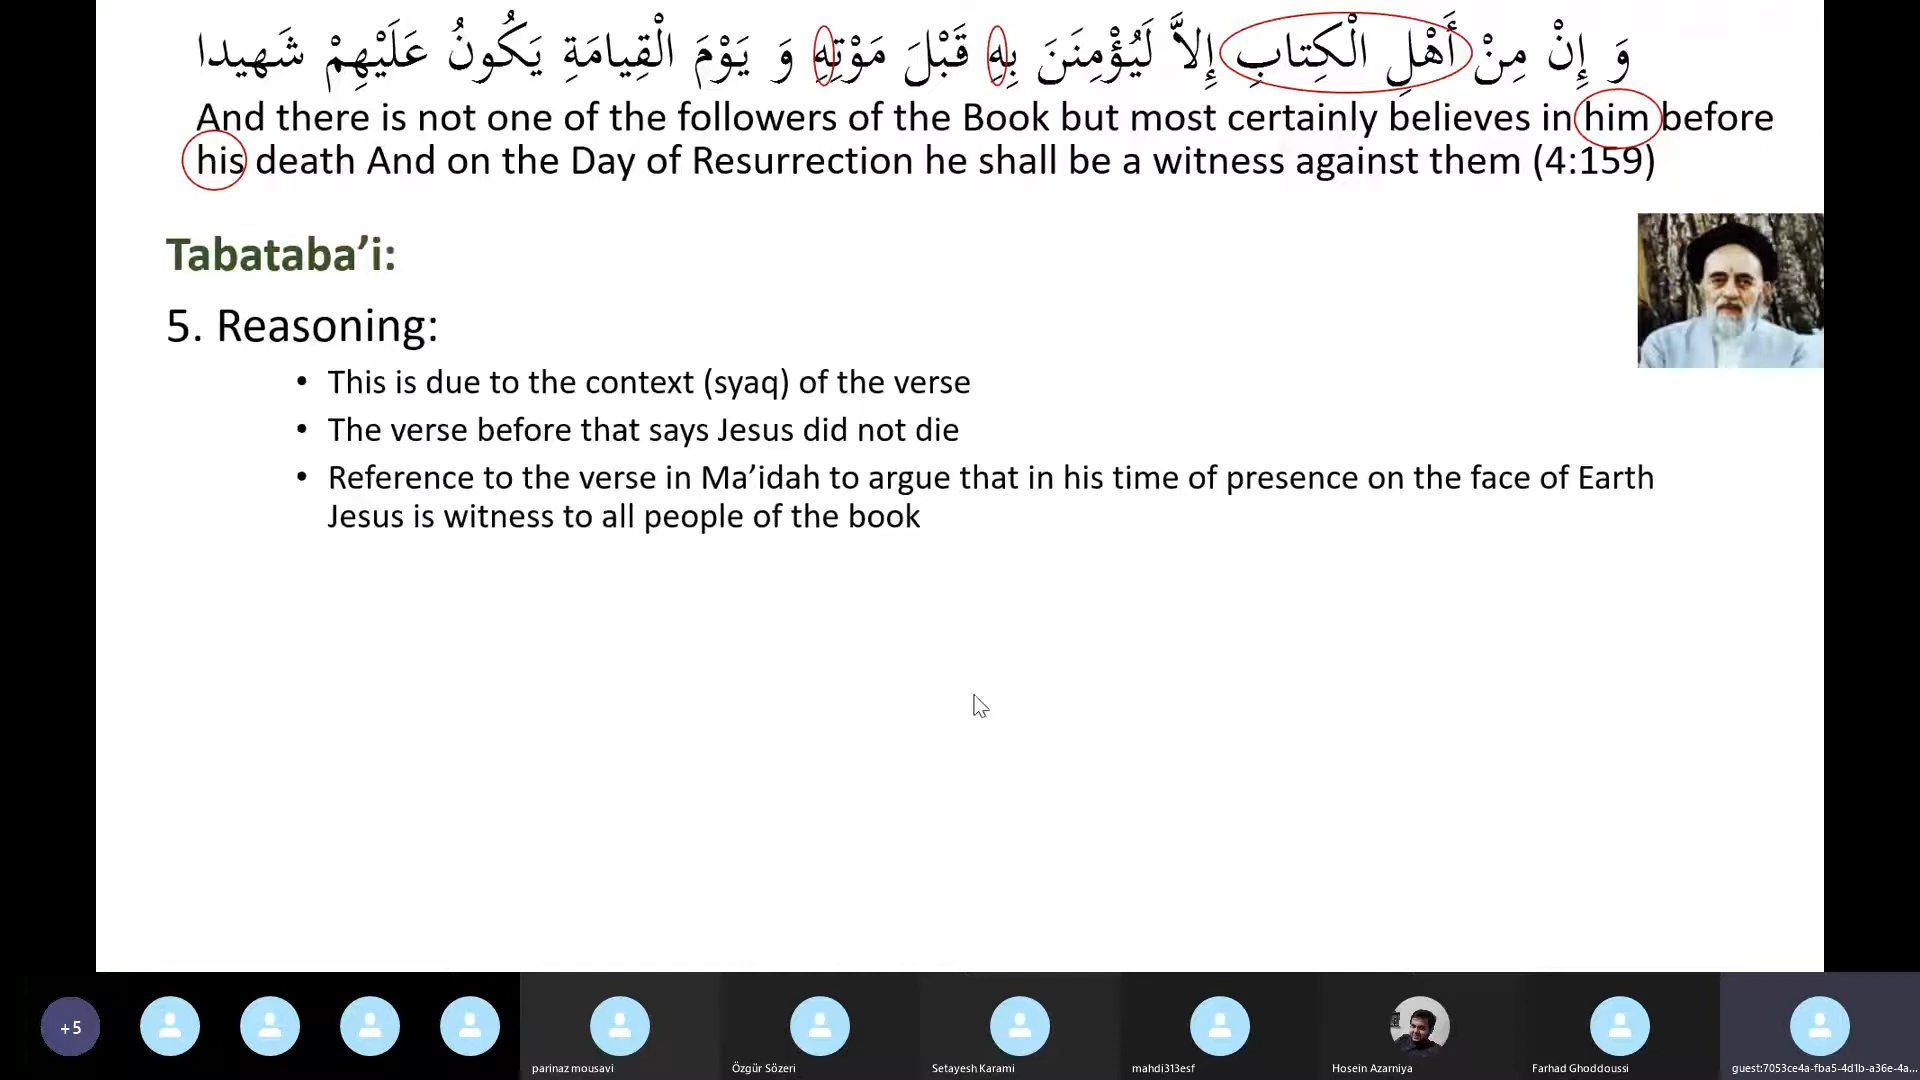 وَ إِنْ مِنْ أَهْلِ الْكِتابِ إِلاَّ لَيُؤْمِنَنَّ بِهِ قَبْلَ مَوْتِهِ وَ يَوْمَ الْقِيامَةِ يَكُونُ عَلَيْهِمْ شَهيدا
And there is not one of the followers of the Book but most certainly believes in him before
his death And on the Day of Resurrection he shall be a witness against them (4:159)
Tabataba’i:
5. Reasoning:
• This is due to the context (syaq) of the verse
• The verse before that says Jesus did not die
• Reference to the verse in Ma’idah to argue that in his time of presence on the face of Earth
Jesus is witness to all people of the book
+5
parinaz mousavi
Özgür Sözeri
Setayesh Karami
mahdi313esf
Hosein Azarniya
Farhad Ghoddoussi
guest:7053ce4a-fba5-4d1b-a36e-4a...